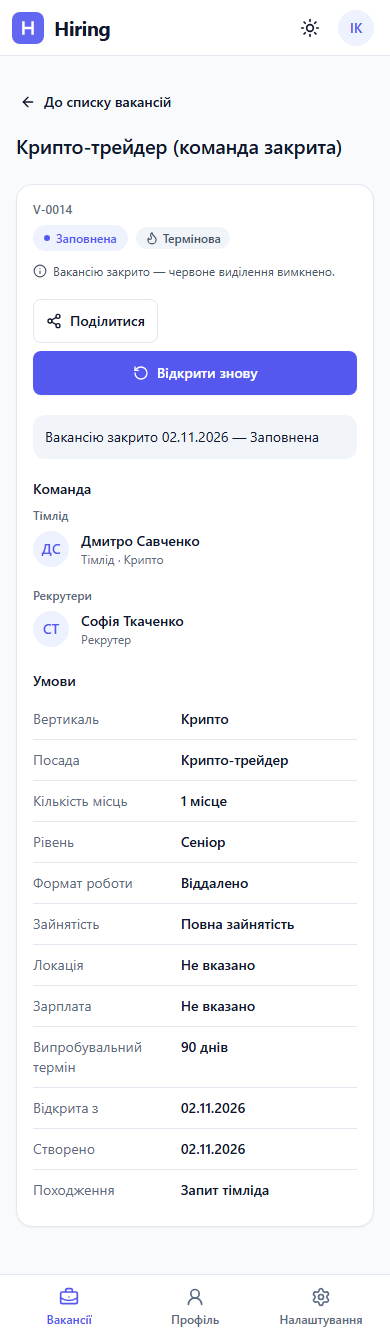 H Hiring
ІК
До списку вакансій
Крипто-трейдер (команда закрита)
V-0014
Заповнена
Термінова
Вакансію закрито — червоне виділення вимкнено.
Поділитися
Відкрити знову
Вакансію закрито 02.11.2026 — Заповнена
Команда
Тімлід
ДС
Дмитро Савченко
Тімлід · Крипто
Рекрутери
СТ
Софія Ткаченко
Рекрутер
Умови
Вертикаль Крипто
Посада Крипто-трейдер
Кількість місць 1 місце
Рівень Сеніор
Формат роботи Віддалено
Зайнятість Повна зайнятість
Локація Не вказано
Зарплата Не вказано
Випробувальний 90 днів
термін
Відкрита з 02.11.2026
Створено 02.11.2026
Походження Запит тімліда
Вакансії Профіль Налаштування